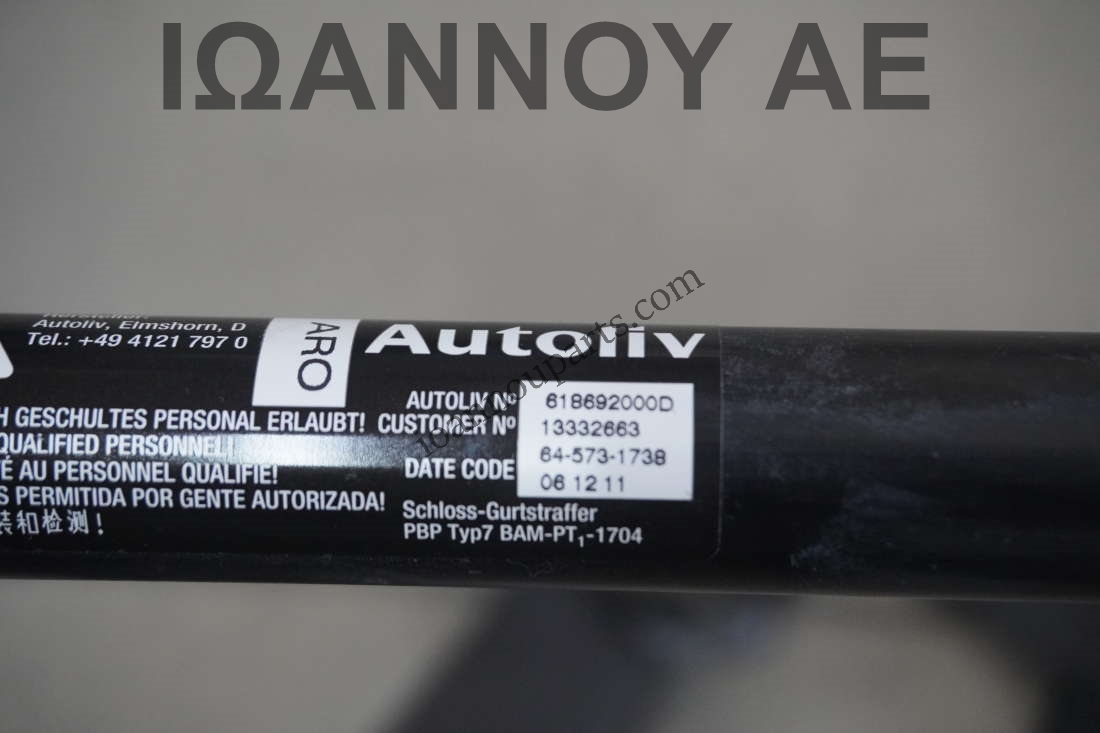 ΙΩΑΝΝΟΥ ΑΕ
Autoliv, Elmshorn, D
Tel.: +49 4121 797 0
ARO
Autoliv
AUTOLIV Nº 618692000D
CUSTOMER Nº 13332663
64-573-1738
DATE CODE 06 12 11
Schloss-Gurtstraffer
PBP Typ7 BAM-PT₁-1704
GESCHULTES PERSONAL ERLAUBT!
QUALIFIED PERSONNEL!
AU PERSONNEL QUALIFIE!
PERMITIDA POR GENTE AUTORIZADA!
装和检测!
ioannouparts.com